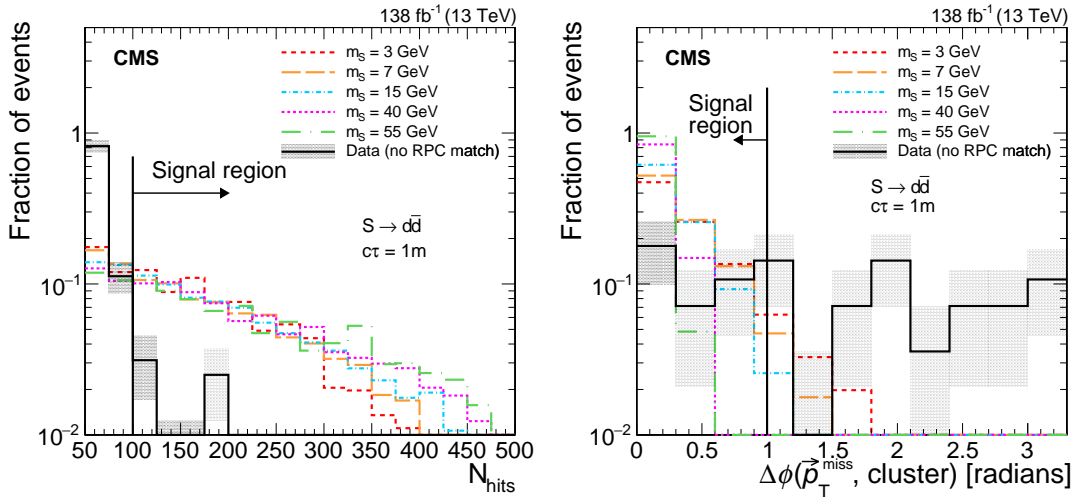 138 fb⁻¹ (13 TeV)
CMS
m_S = 3 GeV
m_S = 7 GeV
m_S = 15 GeV
m_S = 40 GeV
m_S = 55 GeV
Data (no RPC match)
Signal region
S → dd̄
cτ = 1m
Fraction of events
1
10⁻¹
10⁻²
50 100 150 200 250 300 350 400 450 500
N_hits
138 fb⁻¹ (13 TeV)
CMS
m_S = 3 GeV
m_S = 7 GeV
m_S = 15 GeV
m_S = 40 GeV
m_S = 55 GeV
Data (no RPC match)
Signal
region
S → dd̄
cτ = 1m
Fraction of events
1
10⁻¹
10⁻²
0 0.5 1 1.5 2 2.5 3
Δϕ(p⃗_T^miss, cluster) [radians]